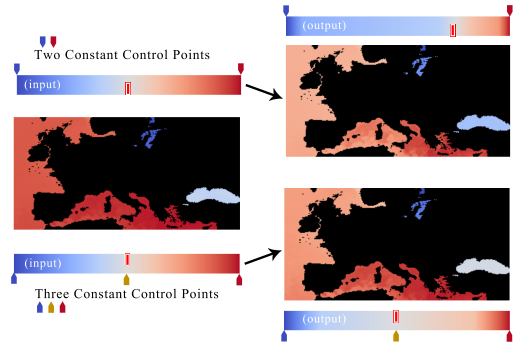 (output)
Two Constant Control Points
(input)
(input)
Three Constant Control Points
(output)